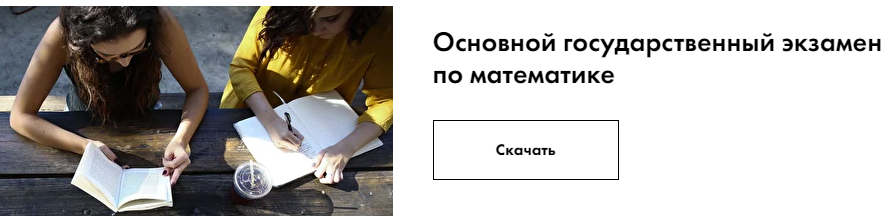 Основной государственный экзамен
по математике
Скачать